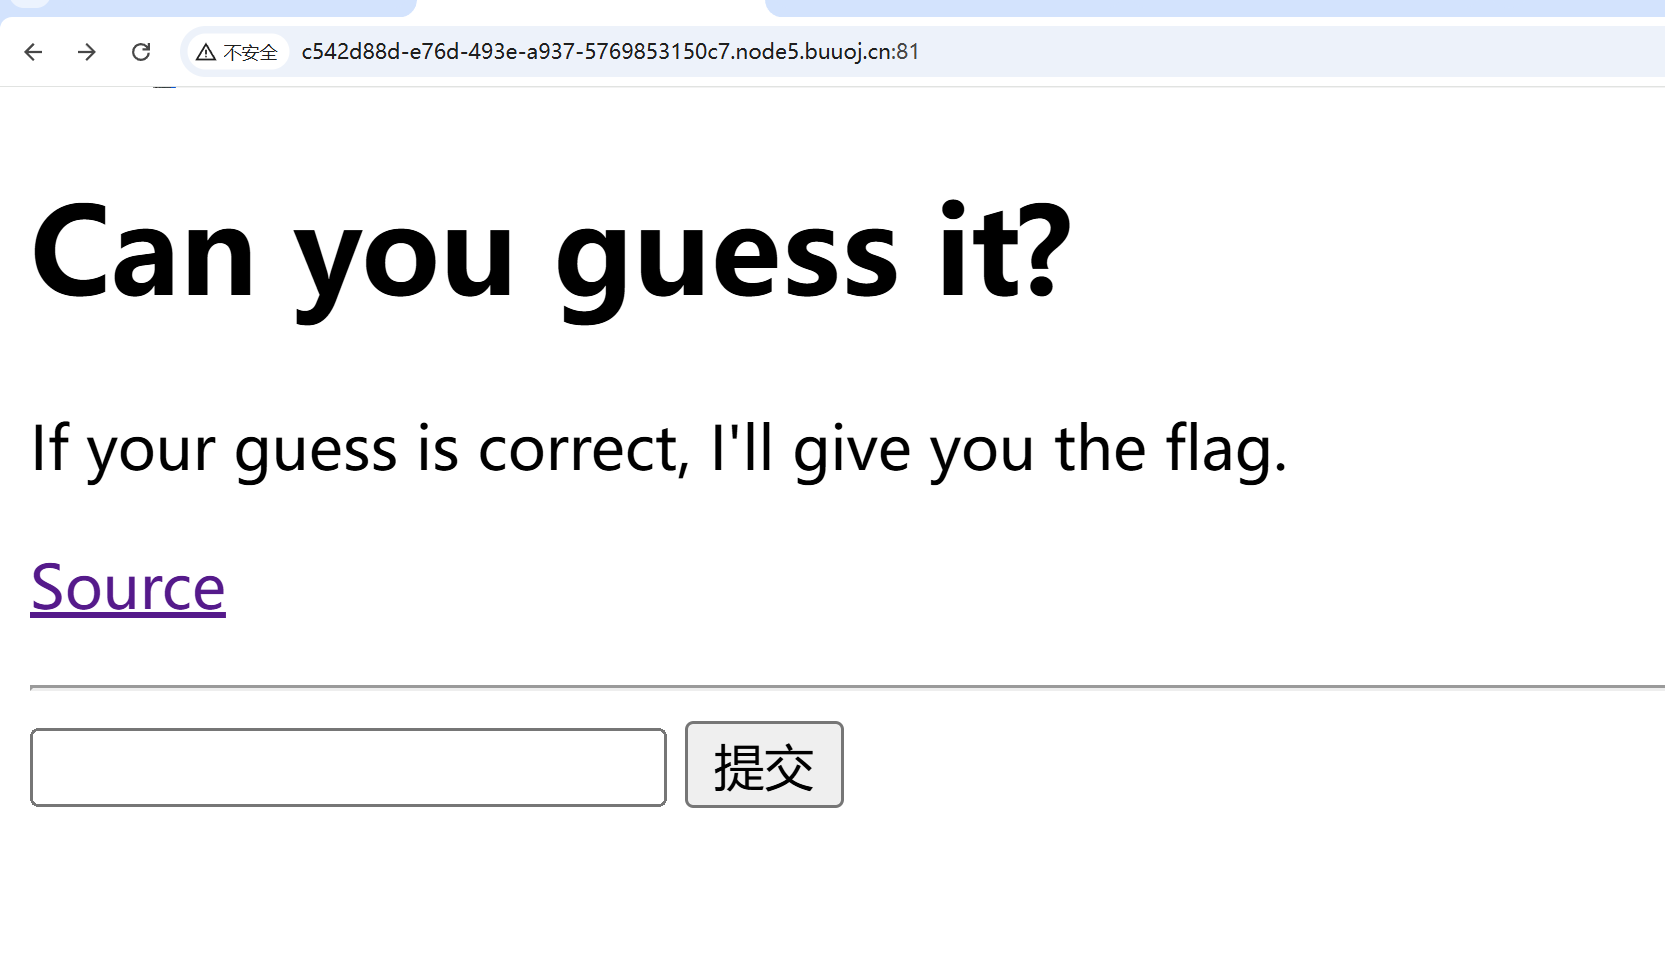 不安全 c542d88d-e76d-493e-a937-5769853150c7.node5.buuoj.cn:81
Can you guess it?
If your guess is correct, I'll give you the flag.
Source
提交